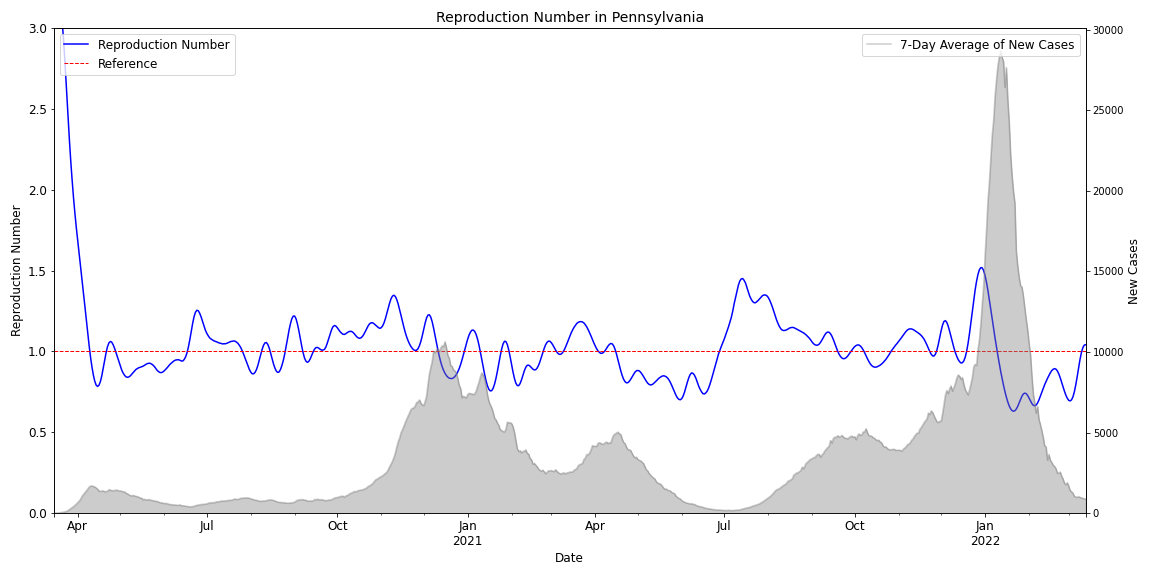 Reproduction Number in Pennsylvania
Reproduction Number
Reference
7-Day Average of New Cases
3.0
2.5
2.0
1.5
1.0
0.5
0.0
Reproduction Number
30000
25000
20000
15000
10000
5000
0
New Cases
Apr
Jul
Oct
Jan
2021
Apr
Jul
Oct
Jan
2022
Date